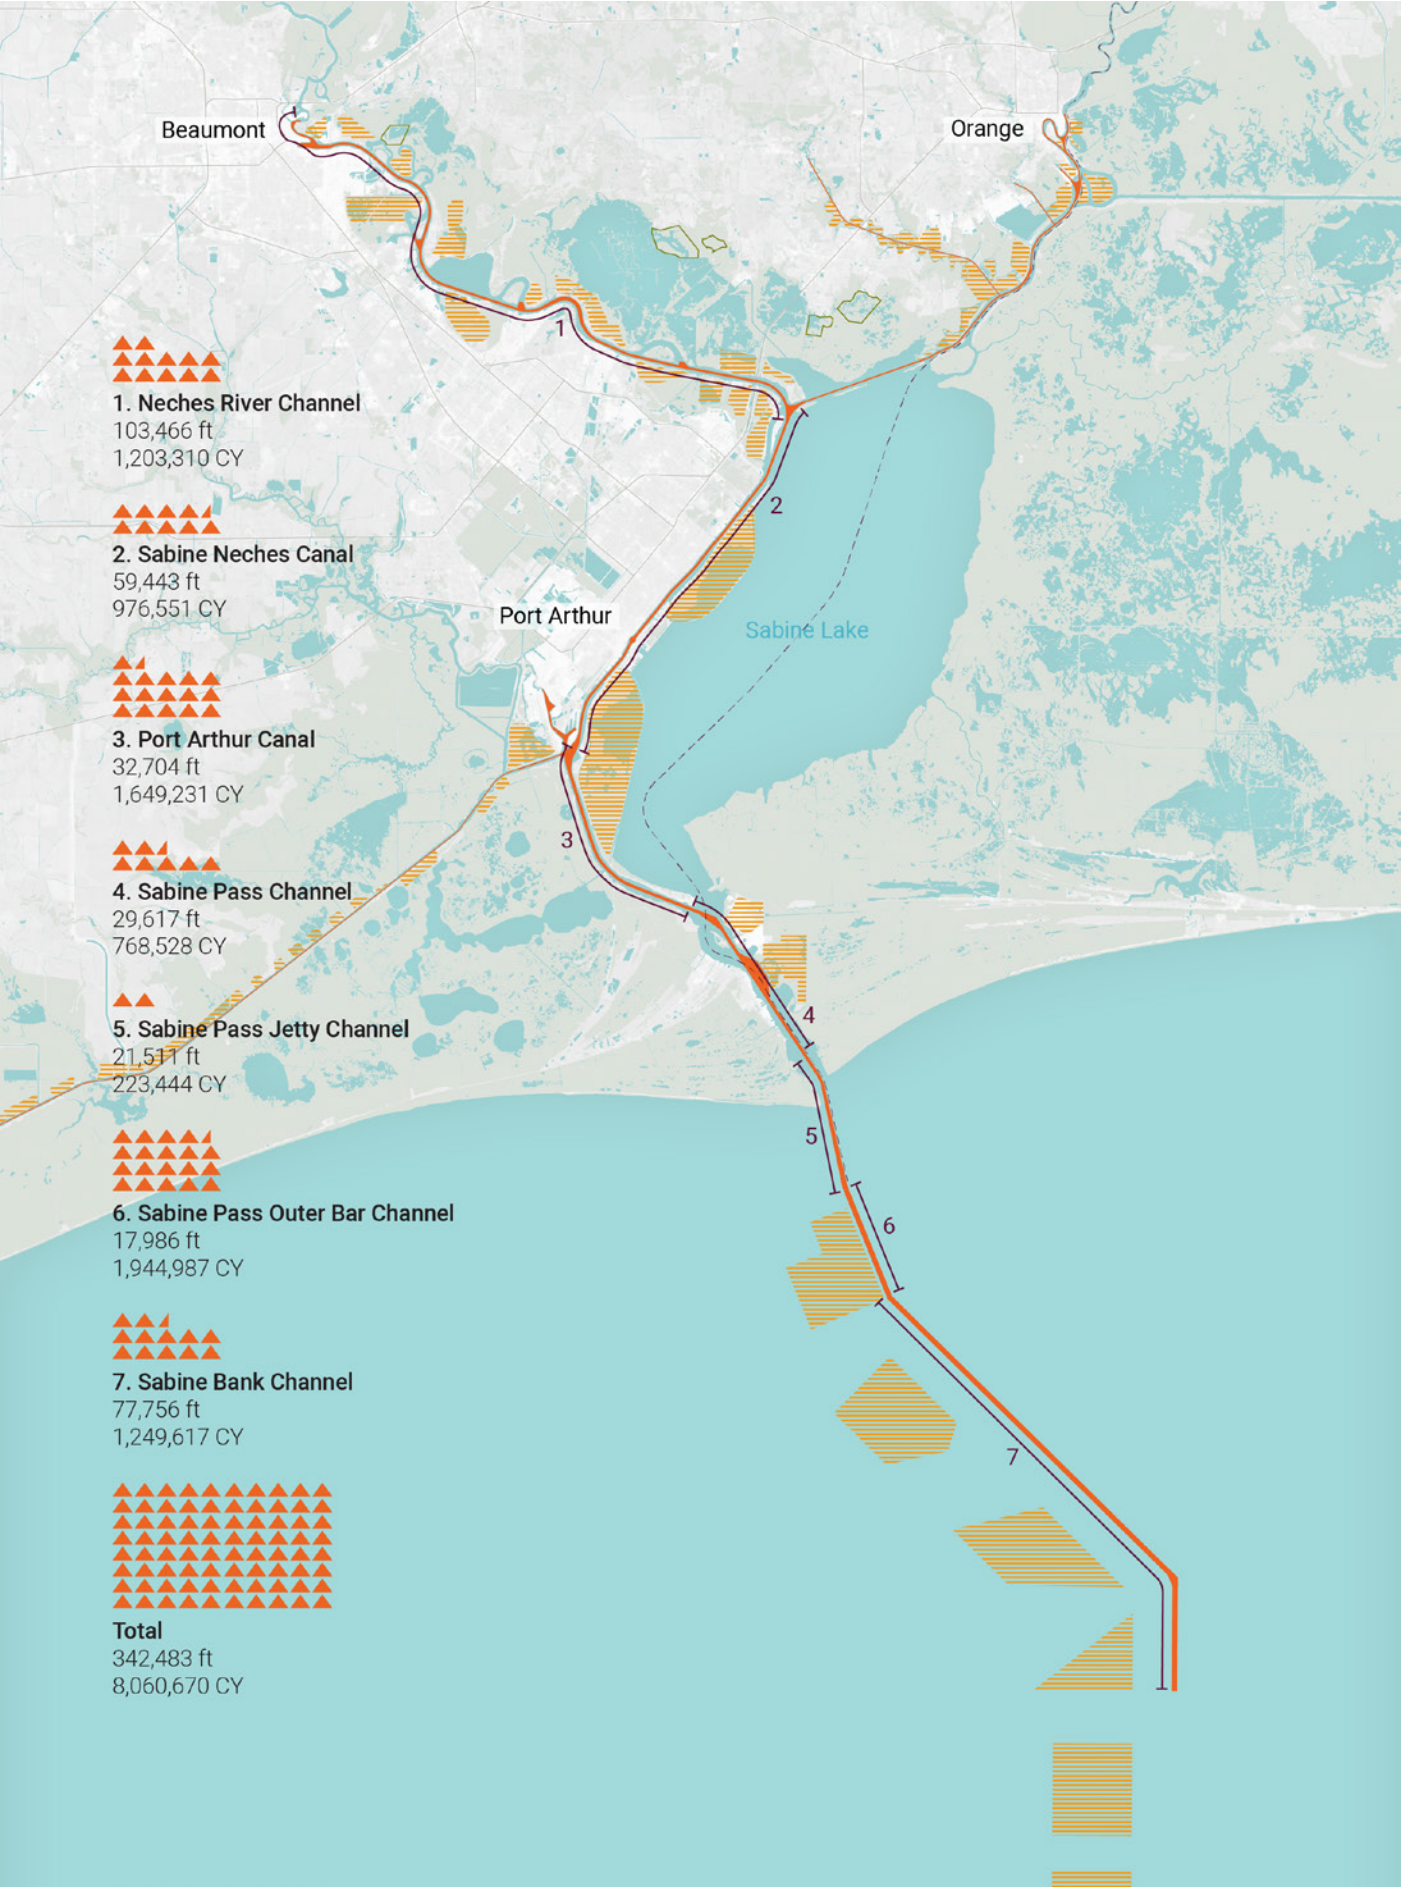 Beaumont
Orange
1
1. Neches River Channel
103,466 ft
1,203,310 CY
2
2. Sabine Neches Canal
59,443 ft
976,551 CY
Port Arthur
Sabine Lake
3. Port Arthur Canal
32,704 ft
1,649,231 CY
3
4. Sabine Pass Channel
29,617 ft
768,528 CY
4
5. Sabine Pass Jetty Channel
21,511 ft
223,444 CY
5
6. Sabine Pass Outer Bar Channel
17,986 ft
1,944,987 CY
6
7. Sabine Bank Channel
77,756 ft
1,249,617 CY
7
Total
342,483 ft
8,060,670 CY